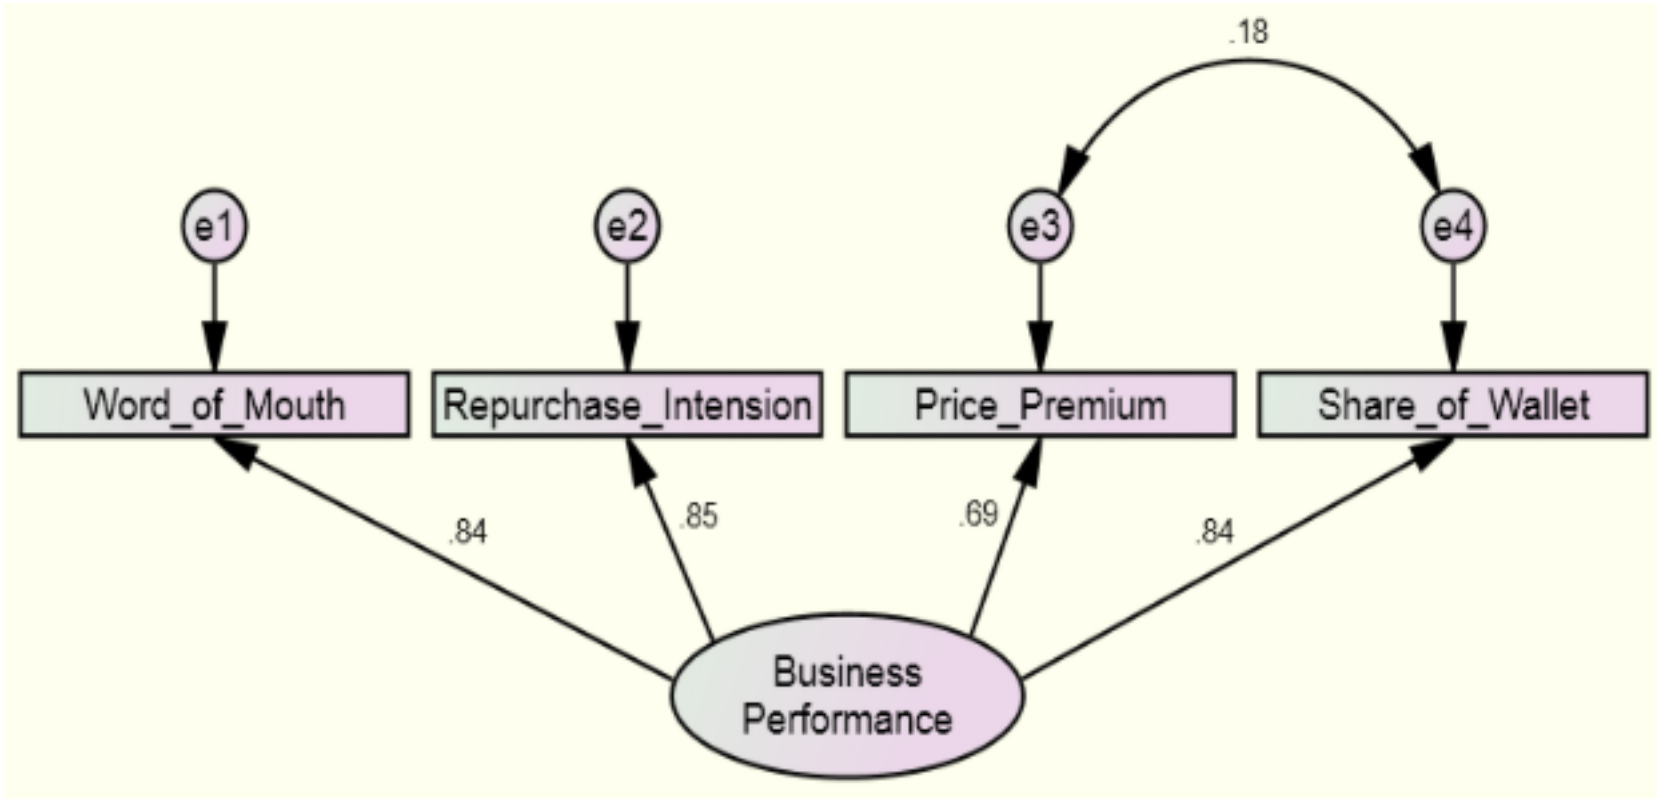 .18
e1
e2
e3
e4
Word_of_Mouth
Repurchase_Intension
Price_Premium
Share_of_Wallet
.84
.85
.69
.84
Business
Performance